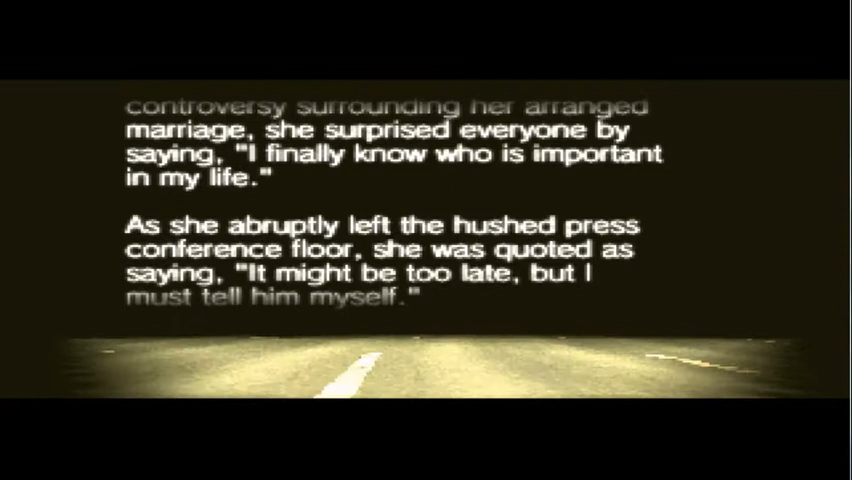 controversy surrounding her arranged
marriage, she surprised everyone by
saying, "I finally know who is important
in my life."
As she abruptly left the hushed press
conference floor, she was quoted as
saying, "It might be too late, but I
must tell him myself."